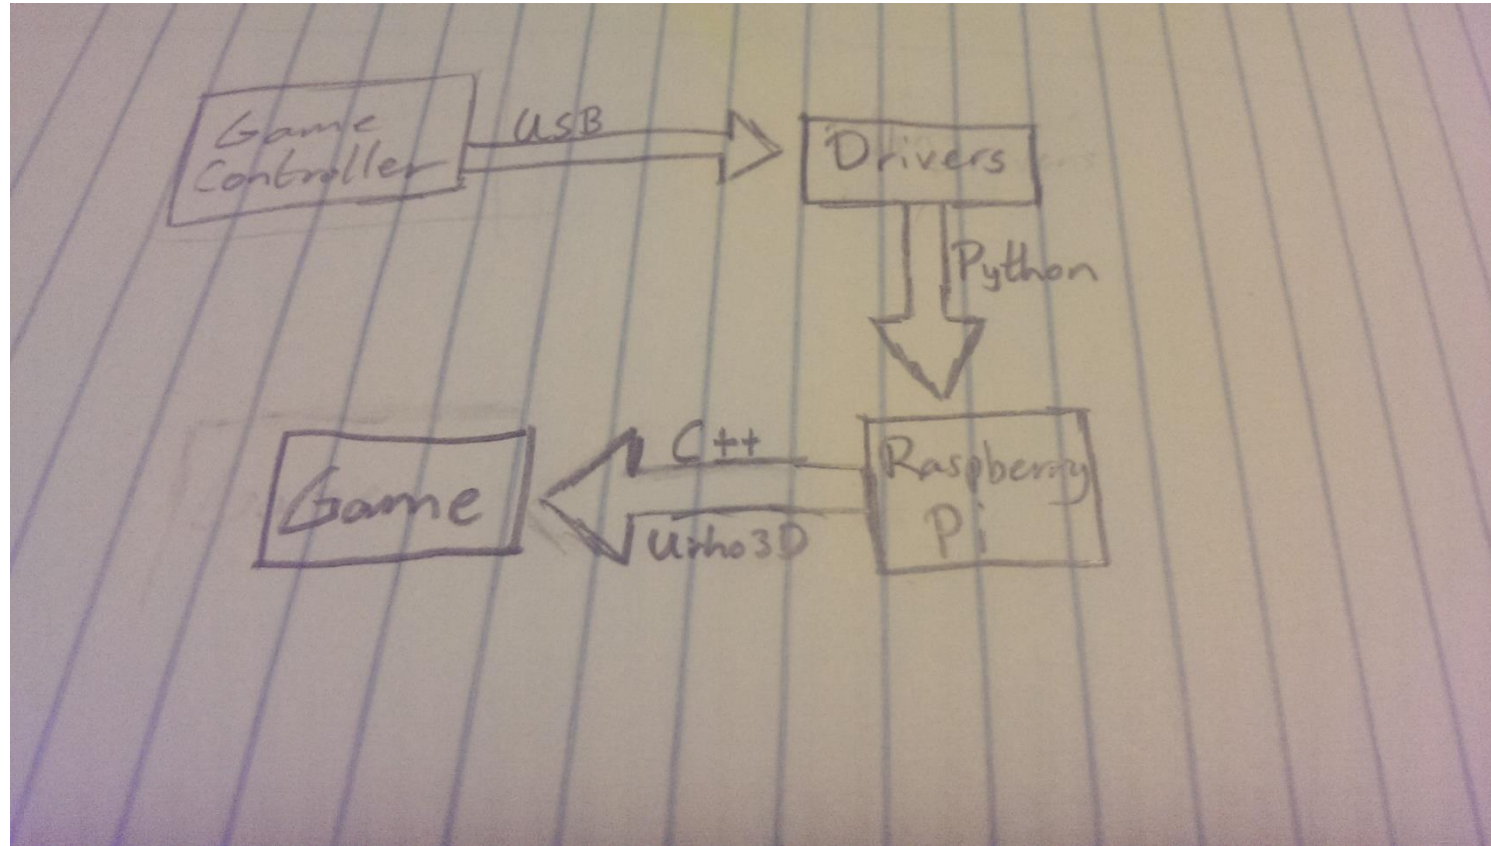 Game
Controller
USB
Drivers
Python
Raspberry
Pi
C++
Urho3D
Game